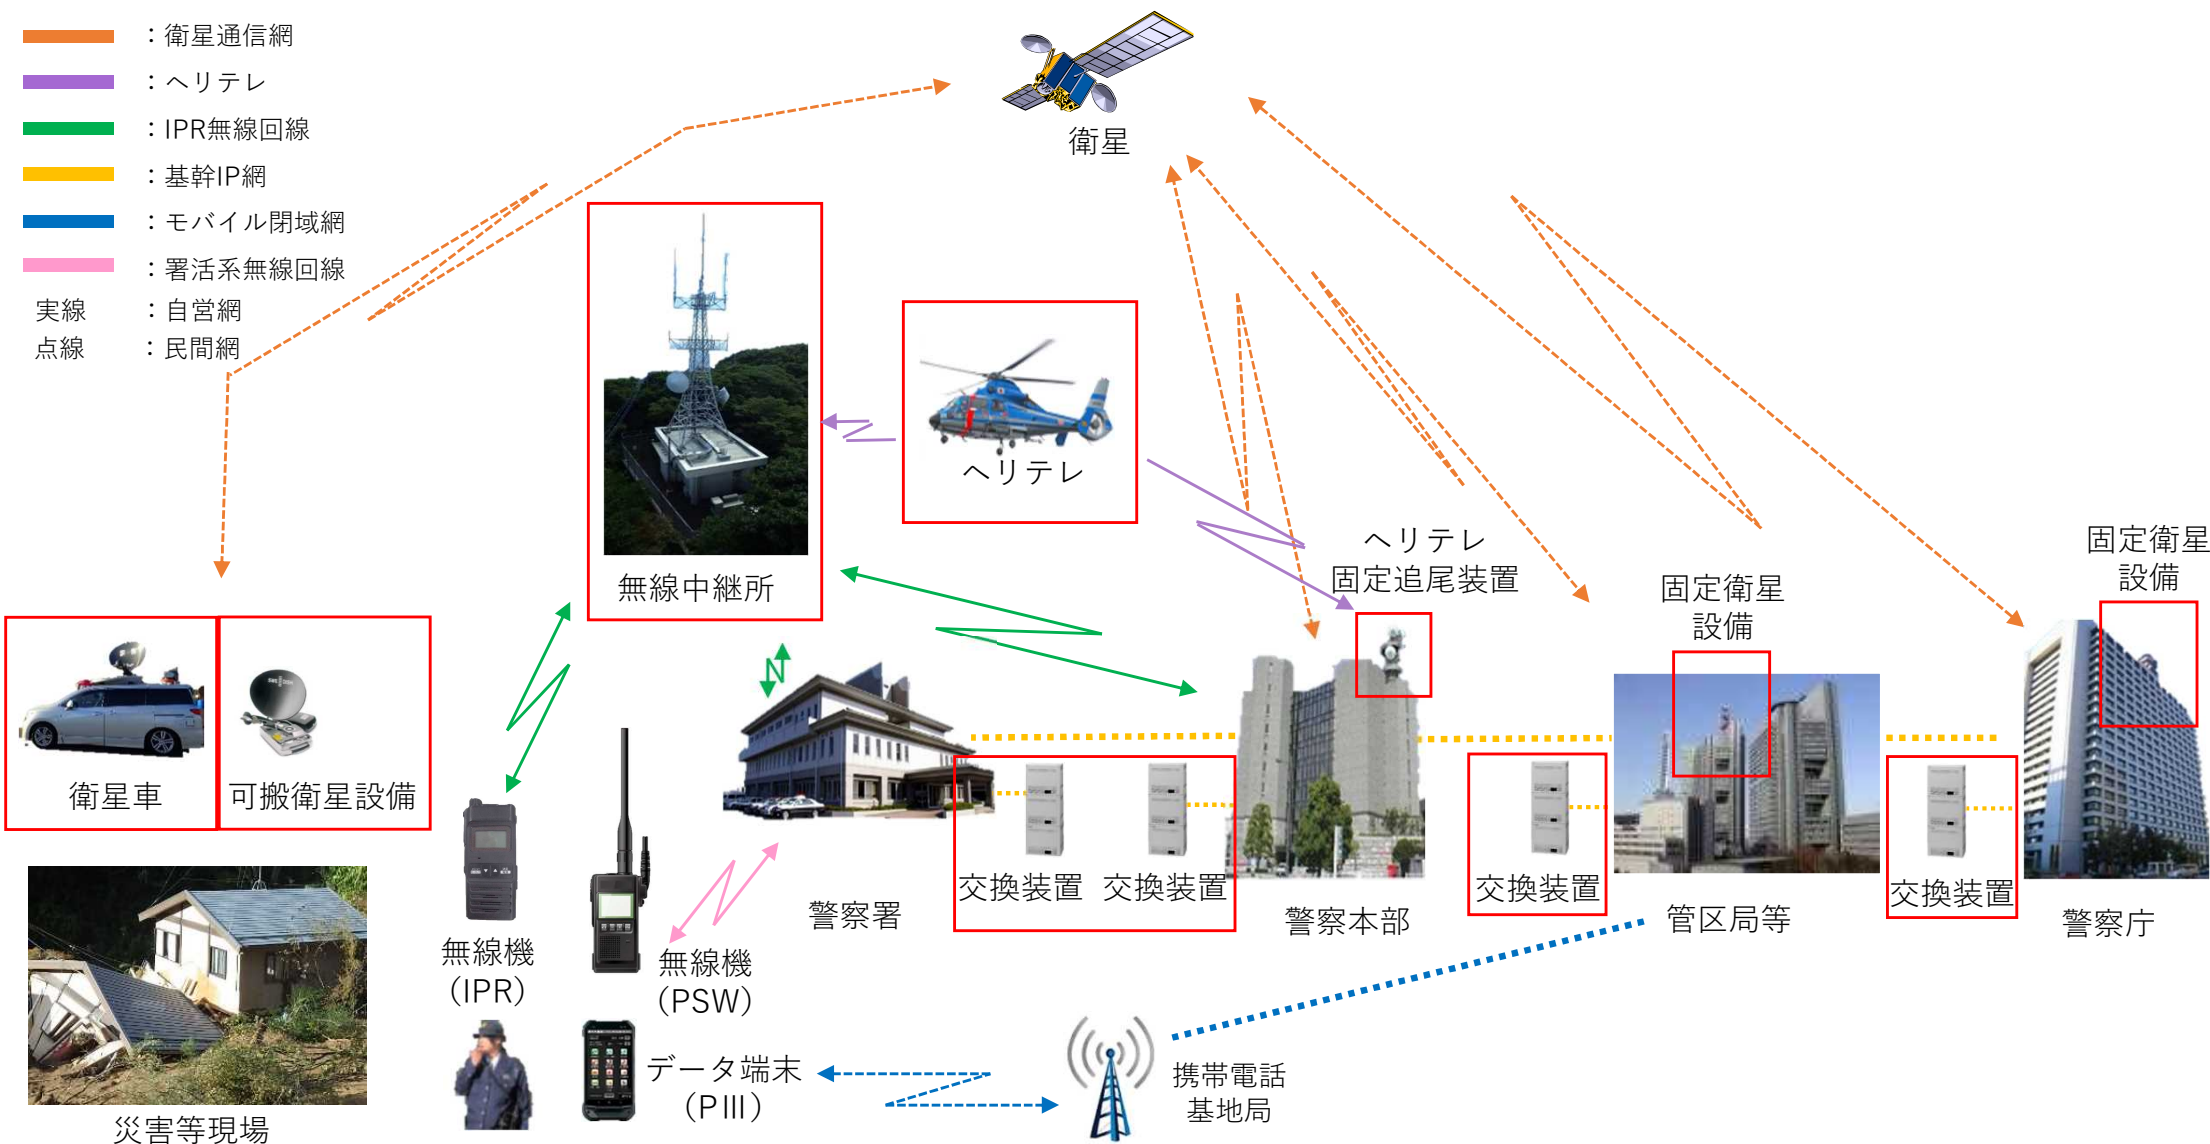 ：衛星通信網
：ヘリテレ
：IPR無線回線
：基幹IP網
：モバイル閉域網
：署活系無線回線
実線 ：自営網
点線 ：民間網
衛星
無線中継所
ヘリテレ
ヘリテレ
固定追尾装置
固定衛星
設備
固定衛星
設備
衛星車
可搬衛星設備
交換装置
交換装置
交換装置
交換装置
警察署
警察本部
管区局等
警察庁
無線機
（IPR）
無線機
（PSW）
データ端末
（PⅢ）
携帯電話
基地局
災害等現場